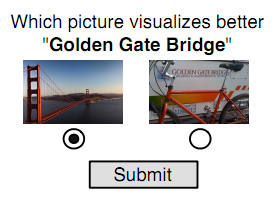 Which picture visualizes better
"Golden Gate Bridge"
GOLDEN GATE BRIDGE
Submit